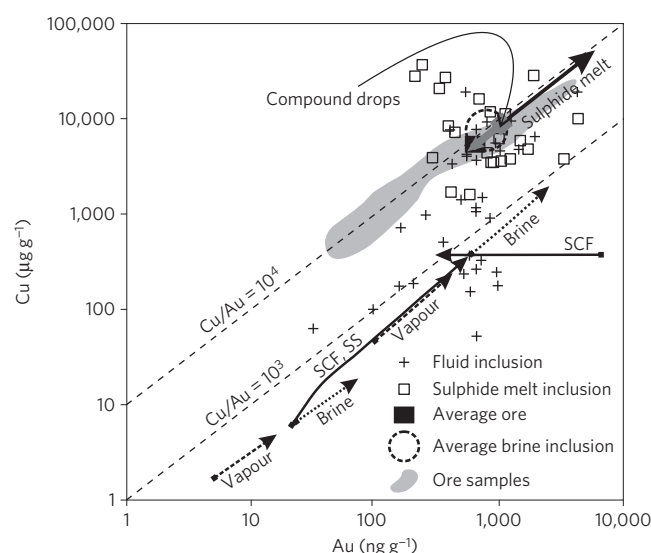 100,000
10,000
1,000
100
10
1
Cu (μg g⁻¹)
1
10
100
1,000
10,000
Au (ng g⁻¹)
Compound drops
Sulphide melt
Brine
SCF
Cu/Au = 10⁴
Cu/Au = 10³
SCF, SS
Vapour
Brine
Vapour
Fluid inclusion
Sulphide melt inclusion
Average ore
Average brine inclusion
Ore samples